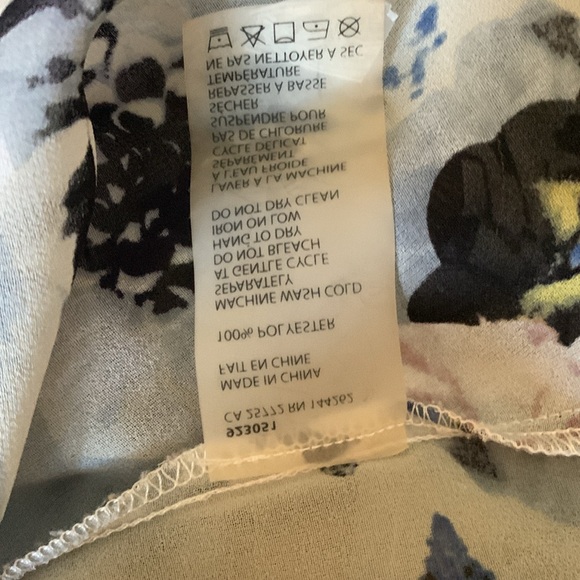 923051
CA 25772 RN 144262
MADE IN CHINA
FAIT EN CHINE
100% POLYESTER
MACHINE WASH COLD
SEPARATELY
AT GENTLE CYCLE
DO NOT BLEACH
HANG TO DRY
IRON ON LOW
DO NOT DRY CLEAN
LAVER A LA MACHINE
A L'EAU FROIDE
SEPAREMENT
CYCLE DELICAT
PAS DE CHLORURE
SUSPENDRE POUR
SECHER
REPASSER A BASSE
TEMPÉRATURE
NE PAS NETTOYER A SEC